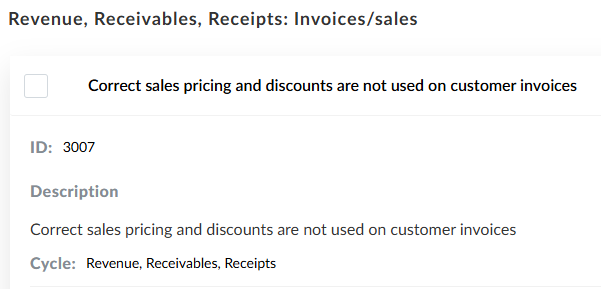 Revenue, Receivables, Receipts: Invoices/sales
Correct sales pricing and discounts are not used on customer invoices
ID: 3007
Description
Correct sales pricing and discounts are not used on customer invoices
Cycle: Revenue, Receivables, Receipts